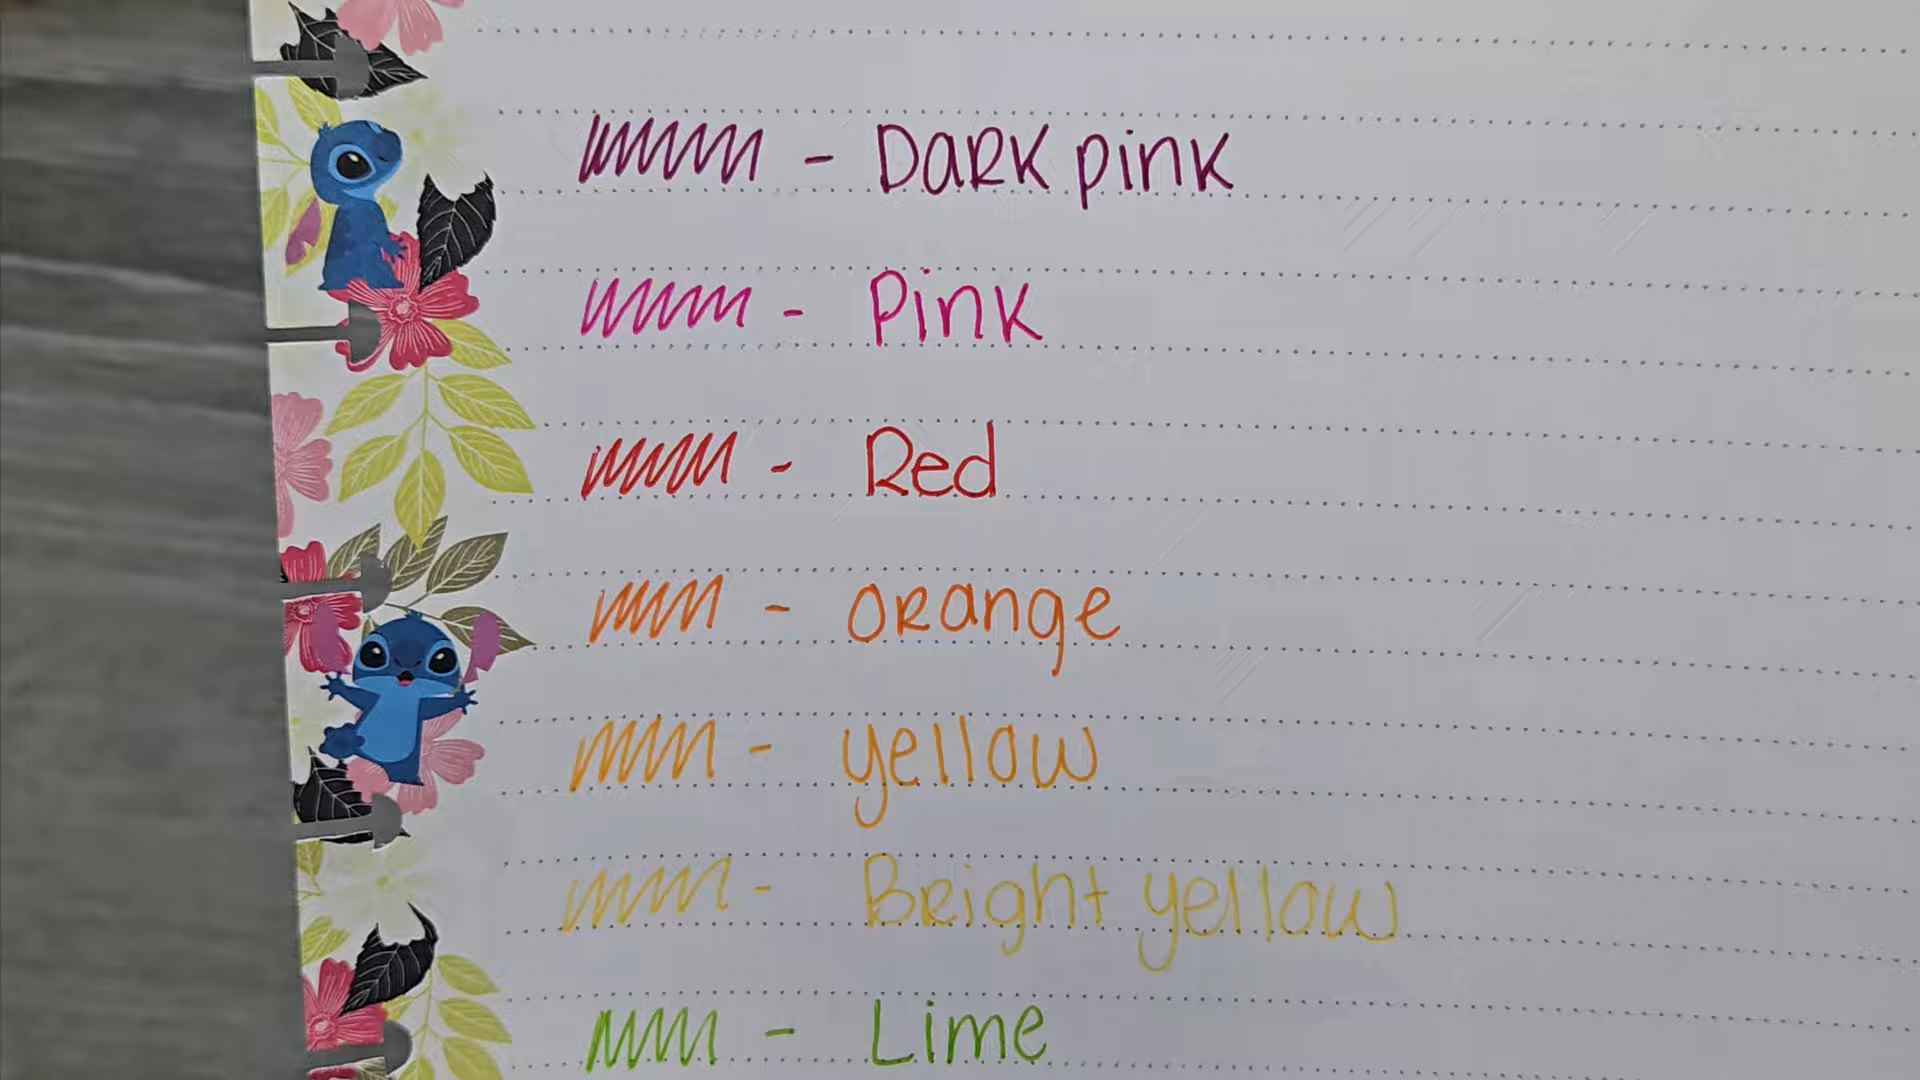 - Dark pink
- Pink
- Red
- Orange
- yellow
- Bright yellow
- Lime